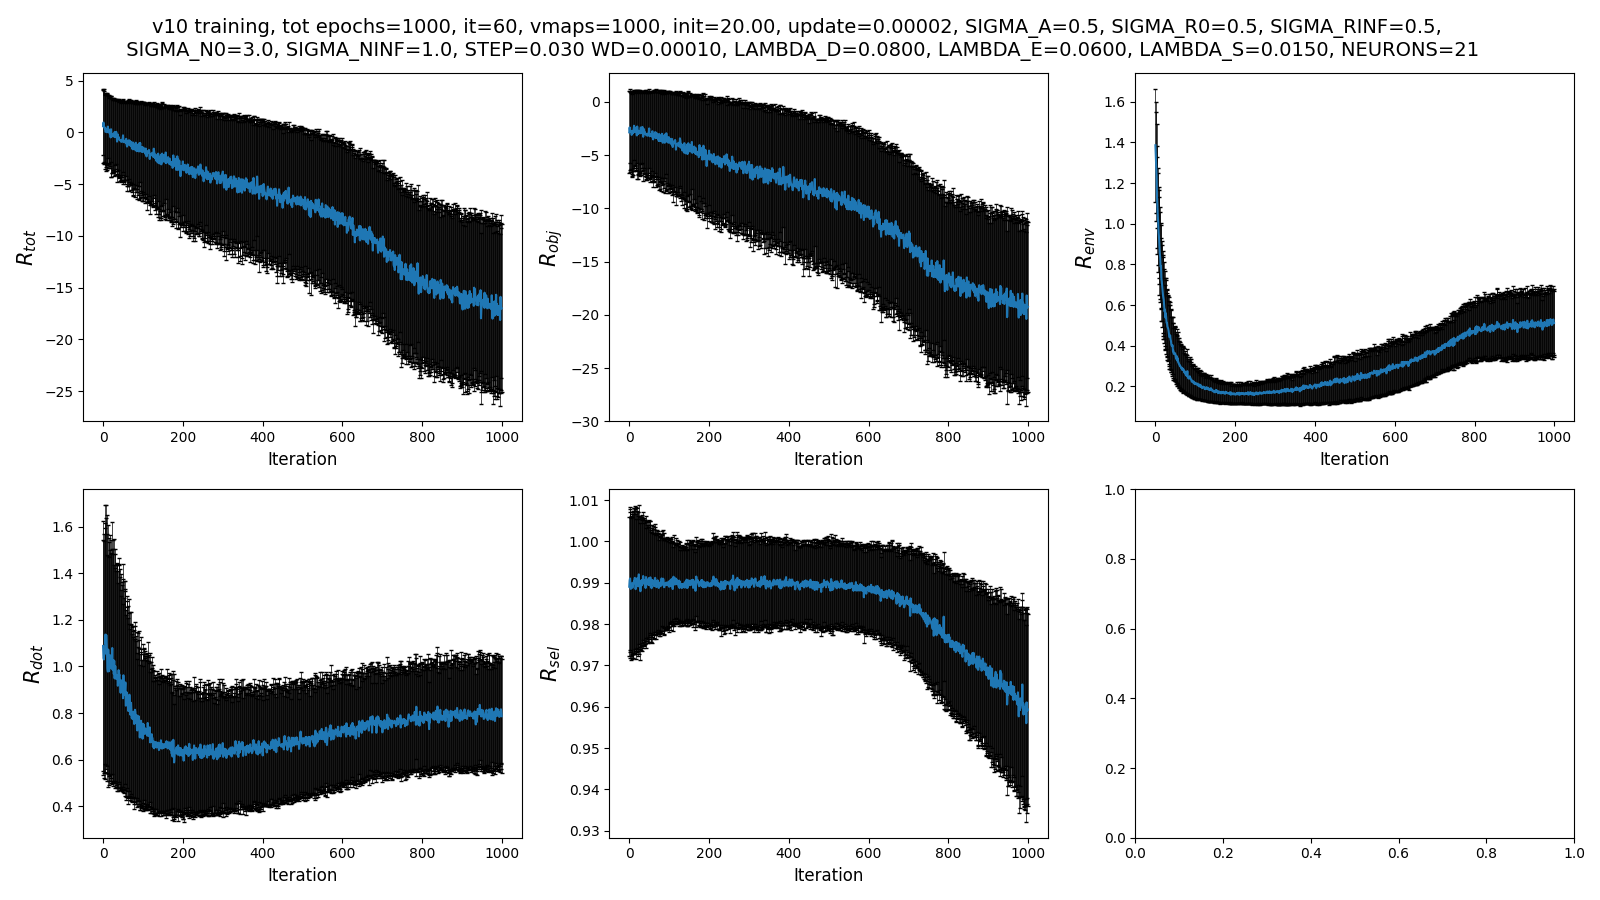 v10 training, tot epochs=1000, it=60, vmaps=1000, init=20.00, update=0.00002, SIGMA_A=0.5, SIGMA_R0=0.5, SIGMA_RINF=0.5,
SIGMA_N0=3.0, SIGMA_NINF=1.0, STEP=0.030 WD=0.00010, LAMBDA_D=0.0800, LAMBDA_E=0.0600, LAMBDA_S=0.0150, NEURONS=21
R_tot
5
0
−5
−10
−15
−20
−25
0 200 400 600 800 1000
Iteration
R_obj
0
−5
−10
−15
−20
−25
−30
0 200 400 600 800 1000
Iteration
R_env
1.6
1.4
1.2
1.0
0.8
0.6
0.4
0.2
0 200 400 600 800 1000
Iteration
R_dot
1.6
1.4
1.2
1.0
0.8
0.6
0.4
0 200 400 600 800 1000
Iteration
R_sel
1.01
1.00
0.99
0.98
0.97
0.96
0.95
0.94
0.93
0 200 400 600 800 1000
Iteration
1.0
0.8
0.6
0.4
0.2
0.0
0.0 0.2 0.4 0.6 0.8 1.0